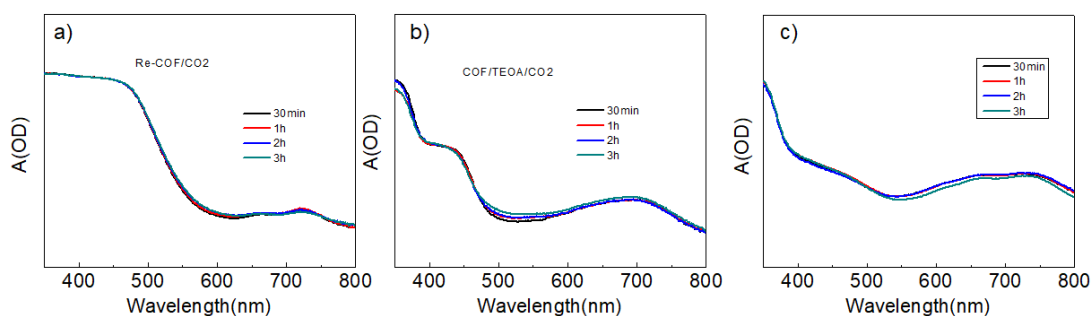 a)
Re-COF/CO2
30min
1h
2h
3h
A(OD)
400 500 600 700 800
Wavelength(nm)
b)
COF/TEOA/CO2
30min
1h
2h
3h
A(OD)
400 500 600 700 800
Wavelength(nm)
c)
30min
1h
2h
3h
A(OD)
400 500 600 700 800
Wavelength(nm)